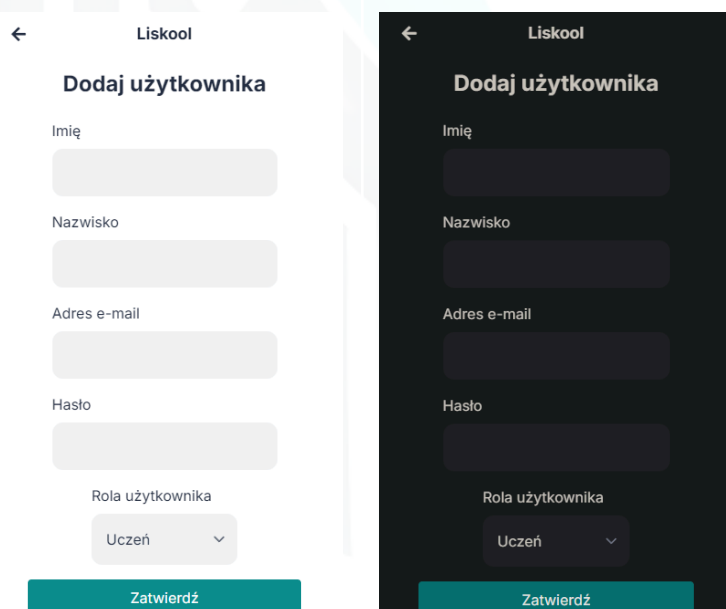 Liskool
Dodaj użytkownika
Imię
Nazwisko
Adres e-mail
Hasło
Rola użytkownika
Uczeń
Zatwierdź
Liskool
Dodaj użytkownika
Imię
Nazwisko
Adres e-mail
Hasło
Rola użytkownika
Uczeń
Zatwierdź